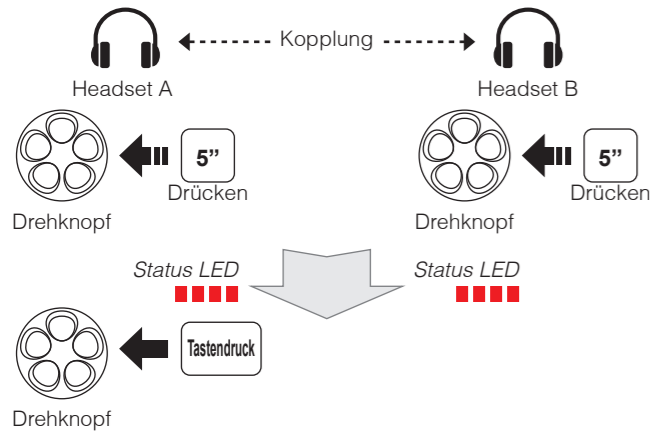 Kopplung
Headset A
Headset B
5”
Drücken
5”
Drücken
Drehknopf
Drehknopf
Status LED
Status LED
Tastendruck
Drehknopf